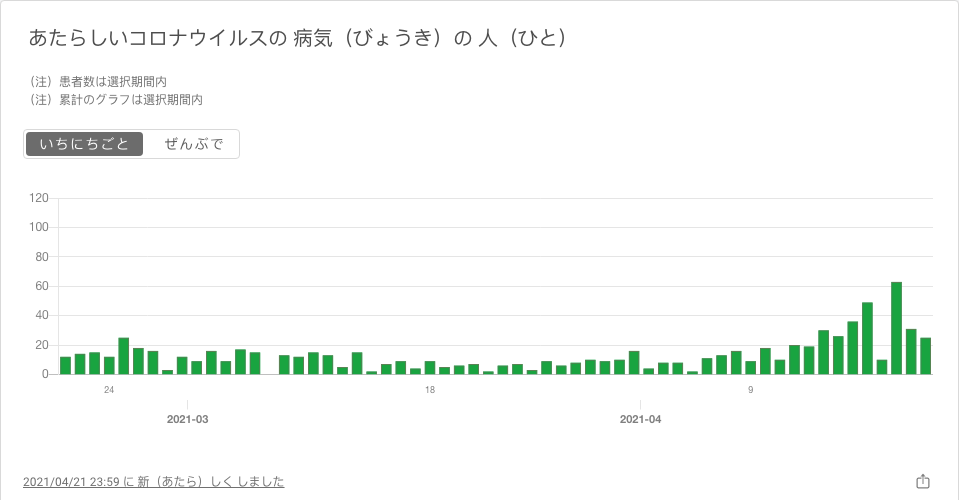 あたらしいコロナウイルスの 病気（びょうき）の 人（ひと）
（注）患者数は選択期間内
（注）累計のグラフは選択期間内
いちにちごと ぜんぶで
120
100
80
60
40
20
0
24 18 9
2021-03 2021-04
2021/04/21 23:59 に 新（あたら）しく しました